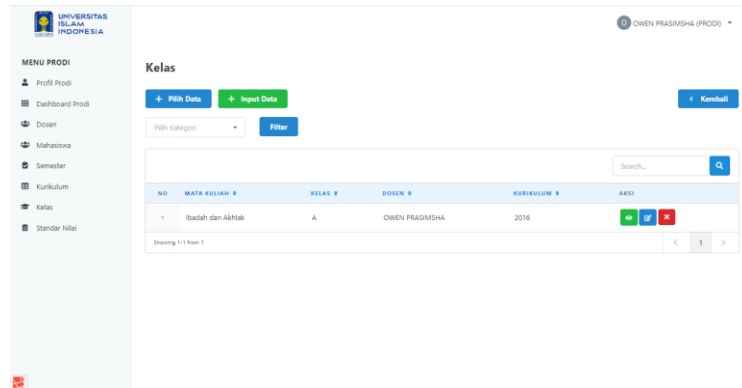 UNIVERSITAS
ISLAM
INDONESIA
O OWEN PRASIMSHA (PRODI)
MENU PRODI
Profil Prodi
Dashboard Prodi
Dosen
Mahasiswa
Semester
Kurikulum
Kelas
Standar Nilai
Kelas
+ Pilih Data + Input Data < Kembali
Pilih Kategori Filter
Search...
NO MATA KULIAH KELAS DOSEN KURIKULUM AKSI
1 Ibadah dan Akhlak A OWEN PRASIMSHA 2016
Showing 1-1 from 1 < 1 >